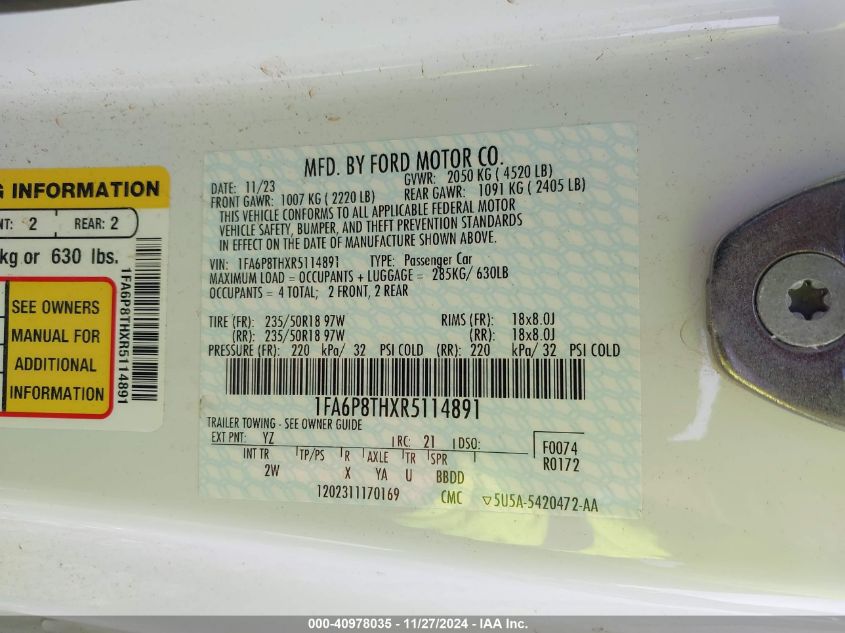 G INFORMATION
NT: 2 REAR: 2
kg or 630 lbs.
SEE OWNERS
MANUAL FOR
ADDITIONAL
INFORMATION
1FA6P8THXR5114891
MFD. BY FORD MOTOR CO.
DATE: 11/23 GVWR: 2050 KG ( 4520 LB)
FRONT GAWR: 1007 KG ( 2220 LB) REAR GAWR: 1091 KG ( 2405 LB)
THIS VEHICLE CONFORMS TO ALL APPLICABLE FEDERAL MOTOR
VEHICLE SAFETY, BUMPER, AND THEFT PREVENTION STANDARDS
IN EFFECT ON THE DATE OF MANUFACTURE SHOWN ABOVE.
VIN: 1FA6P8THXR5114891 TYPE: Passenger Car
MAXIMUM LOAD = OCCUPANTS + LUGGAGE = 285KG/ 630LB
OCCUPANTS = 4 TOTAL; 2 FRONT, 2 REAR
TIRE (FR): 235/50R18 97W RIMS (FR): 18x8.0J
(RR): 235/50R18 97W (RR): 18x8.0J
PRESSURE (FR): 220 kPa/ 32 PSI COLD (RR): 220 kPa/ 32 PSI COLD
1FA6P8THXR5114891
TRAILER TOWING - SEE OWNER GUIDE
EXT PNT: YZ RC: 21 DSO: F0074
INT TR TP/PS R AXLE TR SPR R0172
2W X YA U BBDD
1202311170169 CMC 5U5A-5420472-AA
000-40978035 - 11/27/2024 - IAA Inc.